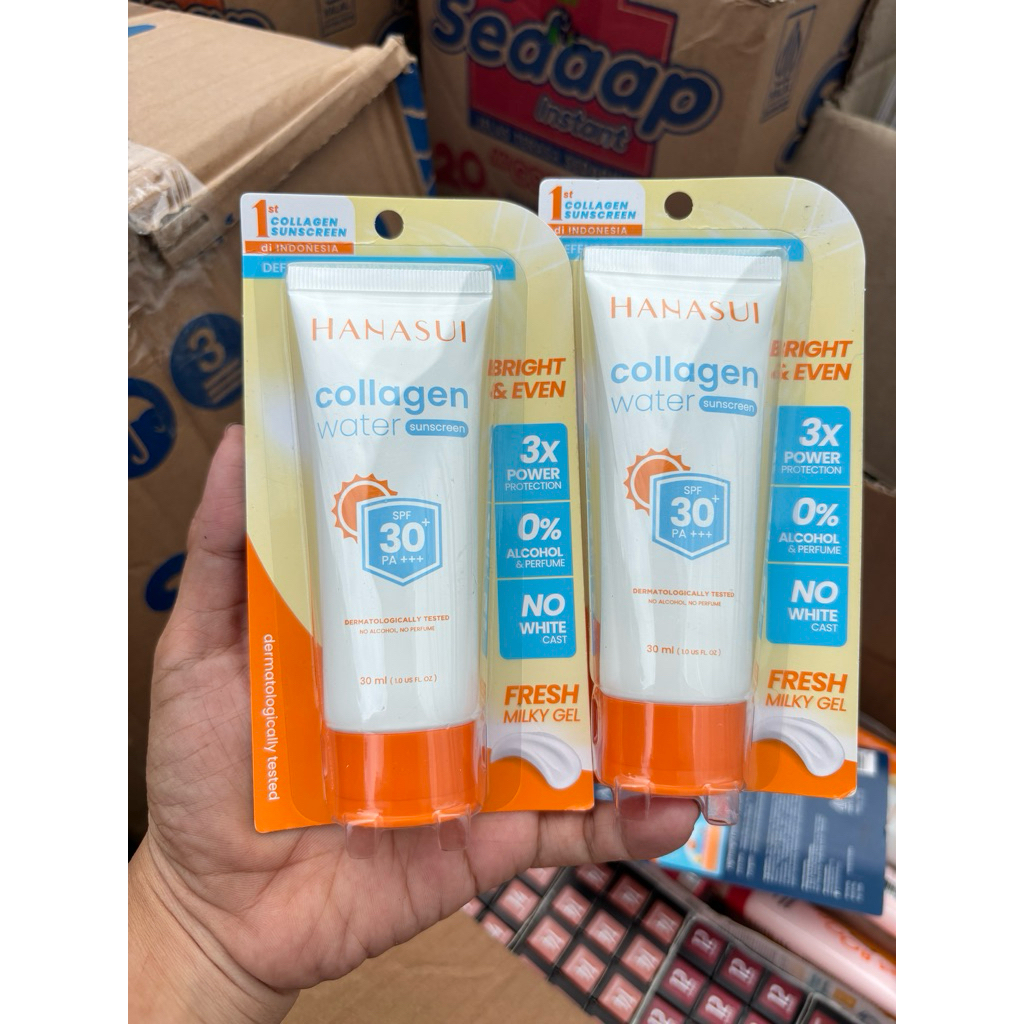 sedaap
Instant
20
3
1st
COLLAGEN
SUNSCREEN
di INDONESIA
HANASUI
collagen
water sunscreen
SPF
30+
PA +++
DERMATOLOGICALLY TESTED
NO ALCOHOL, NO PERFUME
30 ml (1.0 US FL OZ)
BRIGHT
& EVEN
3x
POWER
PROTECTION
0%
ALCOHOL
& PERFUME
NO
WHITE
CAST
FRESH
MILKY GEL
dermatologically tested
1st
COLLAGEN
SUNSCREEN
di INDONESIA
HANASUI
collagen
water sunscreen
SPF
30+
PA +++
DERMATOLOGICALLY TESTED
NO ALCOHOL, NO PERFUME
30 ml (1.0 US FL OZ)
BRIGHT
& EVEN
3x
POWER
PROTECTION
0%
ALCOHOL
& PERFUME
NO
WHITE
CAST
FRESH
MILKY GEL